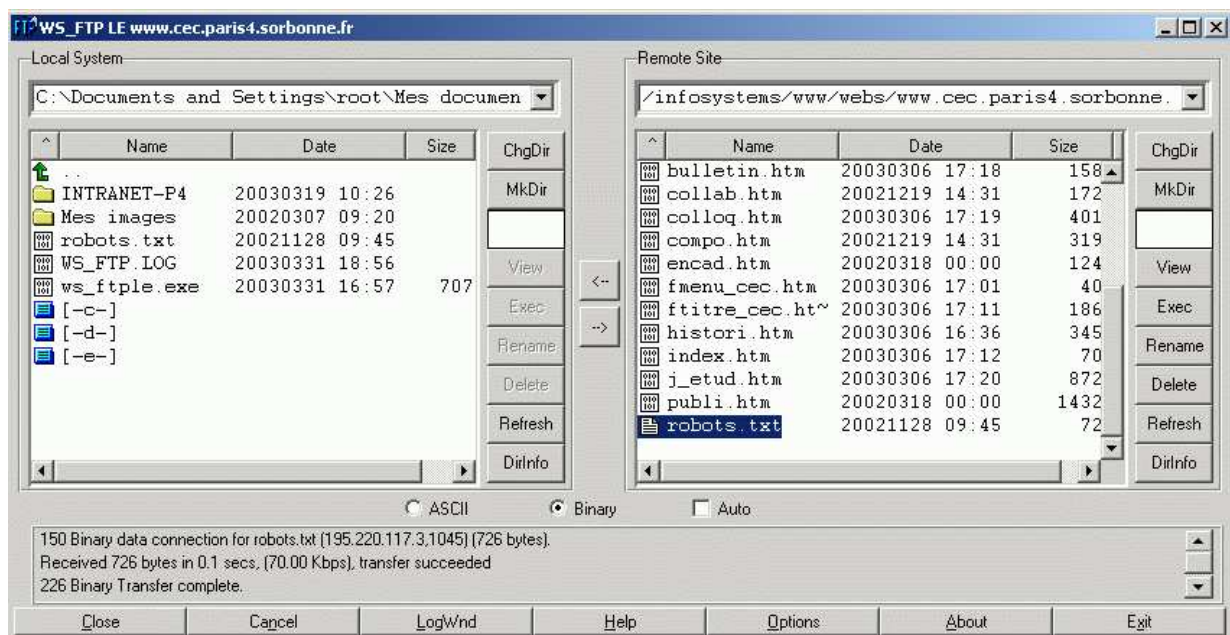 WS_FTP LE www.cec.paris4.sorbonne.fr
Local System
C:\Documents and Settings\root\Mes documen
^ Name Date Size
..
INTRANET-P4 20030319 10:26
Mes images 20020307 09:20
robots.txt 20021128 09:45
WS_FTP.LOG 20030331 18:56
ws_ftple.exe 20030331 16:57 707
[-c-]
[-d-]
[-e-]
ChgDir
MkDir
View
Exec
Rename
Delete
Refresh
DirInfo
<--
-->
Remote Site
/infosystems/www/webs/www.cec.paris4.sorbonne.
^ Name Date Size
bulletin.htm 20030306 17:18 158
collab.htm 20021219 14:31 172
colloq.htm 20030306 17:19 401
compo.htm 20021219 14:31 319
encad.htm 20020318 00:00 124
fmenu_cec.htm 20030306 17:01 40
ftitre_cec.ht~ 20030306 17:11 186
histori.htm 20030306 16:36 345
index.htm 20030306 17:12 70
j_etud.htm 20030306 17:20 872
publi.htm 20020318 00:00 1432
robots.txt 20021128 09:45 72
ChgDir
MkDir
View
Exec
Rename
Delete
Refresh
DirInfo
ASCII Binary Auto
150 Binary data connection for robots.txt (195.220.117.3,1045) (726 bytes).
Received 726 bytes in 0.1 secs, (70.00 Kbps), transfer succeeded
226 Binary Transfer complete.
Close Cancel LogWnd Help Options About Exit